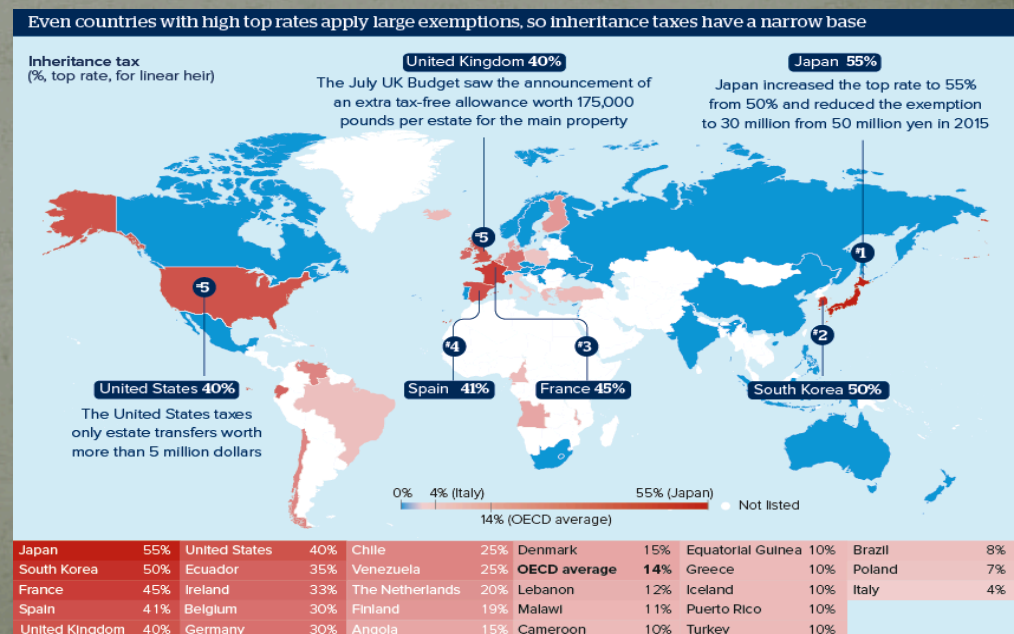 Even countries with high top rates apply large exemptions, so inheritance taxes have a narrow base
Inheritance tax
(%, top rate, for linear heir)
United Kingdom 40%
The July UK Budget saw the announcement of
an extra tax-free allowance worth 175,000
pounds per estate for the main property
Japan 55%
Japan increased the top rate to 55%
from 50% and reduced the exemption
to 30 million from 50 million yen in 2015
#5
#1
#5
#2
#4
#3
United States 40%
The United States taxes
only estate transfers worth
more than 5 million dollars
Spain 41%
France 45%
South Korea 50%
0% 4% (Italy) 55% (Japan)
14% (OECD average)
Not listed
Japan 55% United States 40% Chile 25% Denmark 15% Equatorial Guinea 10% Brazil 8%
South Korea 50% Ecuador 35% Venezuela 25% OECD average 14% Greece 10% Poland 7%
France 45% Ireland 33% The Netherlands 20% Lebanon 12% Iceland 10% Italy 4%
Spain 41% Belgium 30% Finland 19% Malawi 11% Puerto Rico 10%
United Kingdom 40% Germany 30% Angola 15% Cameroon 10% Turkey 10%